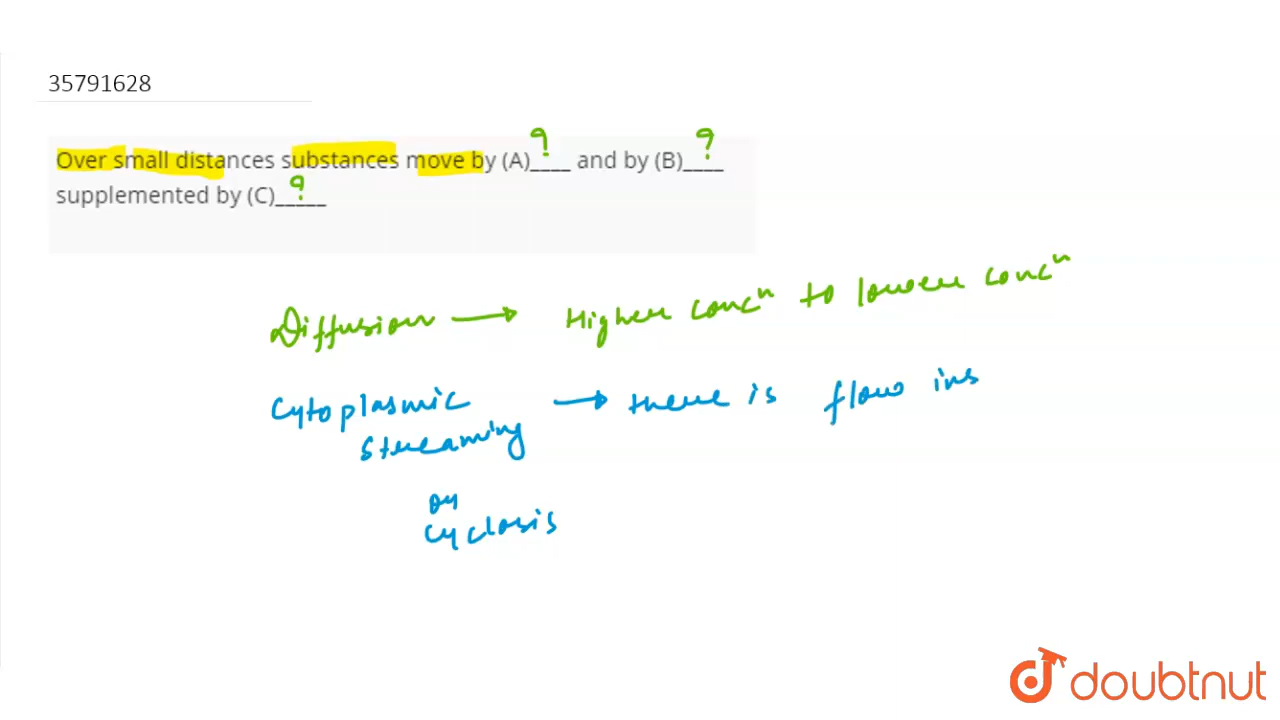 35791628
Over small distances substances move by (A)____ and by (B)____
supplemented by (C)_____
? ? ?
Diffusion → Higher concⁿ to lower concⁿ
Cytoplasmic streaming → there is flow ins
or
cyclosis
doubtnut